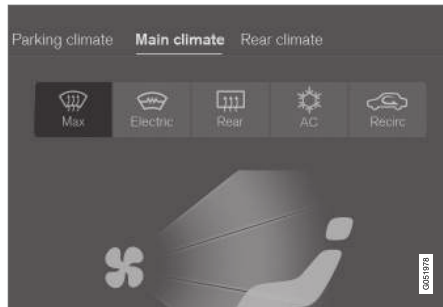 Parking climate Main climate Rear climate
Max Electric Rear AC Recirc
G051978